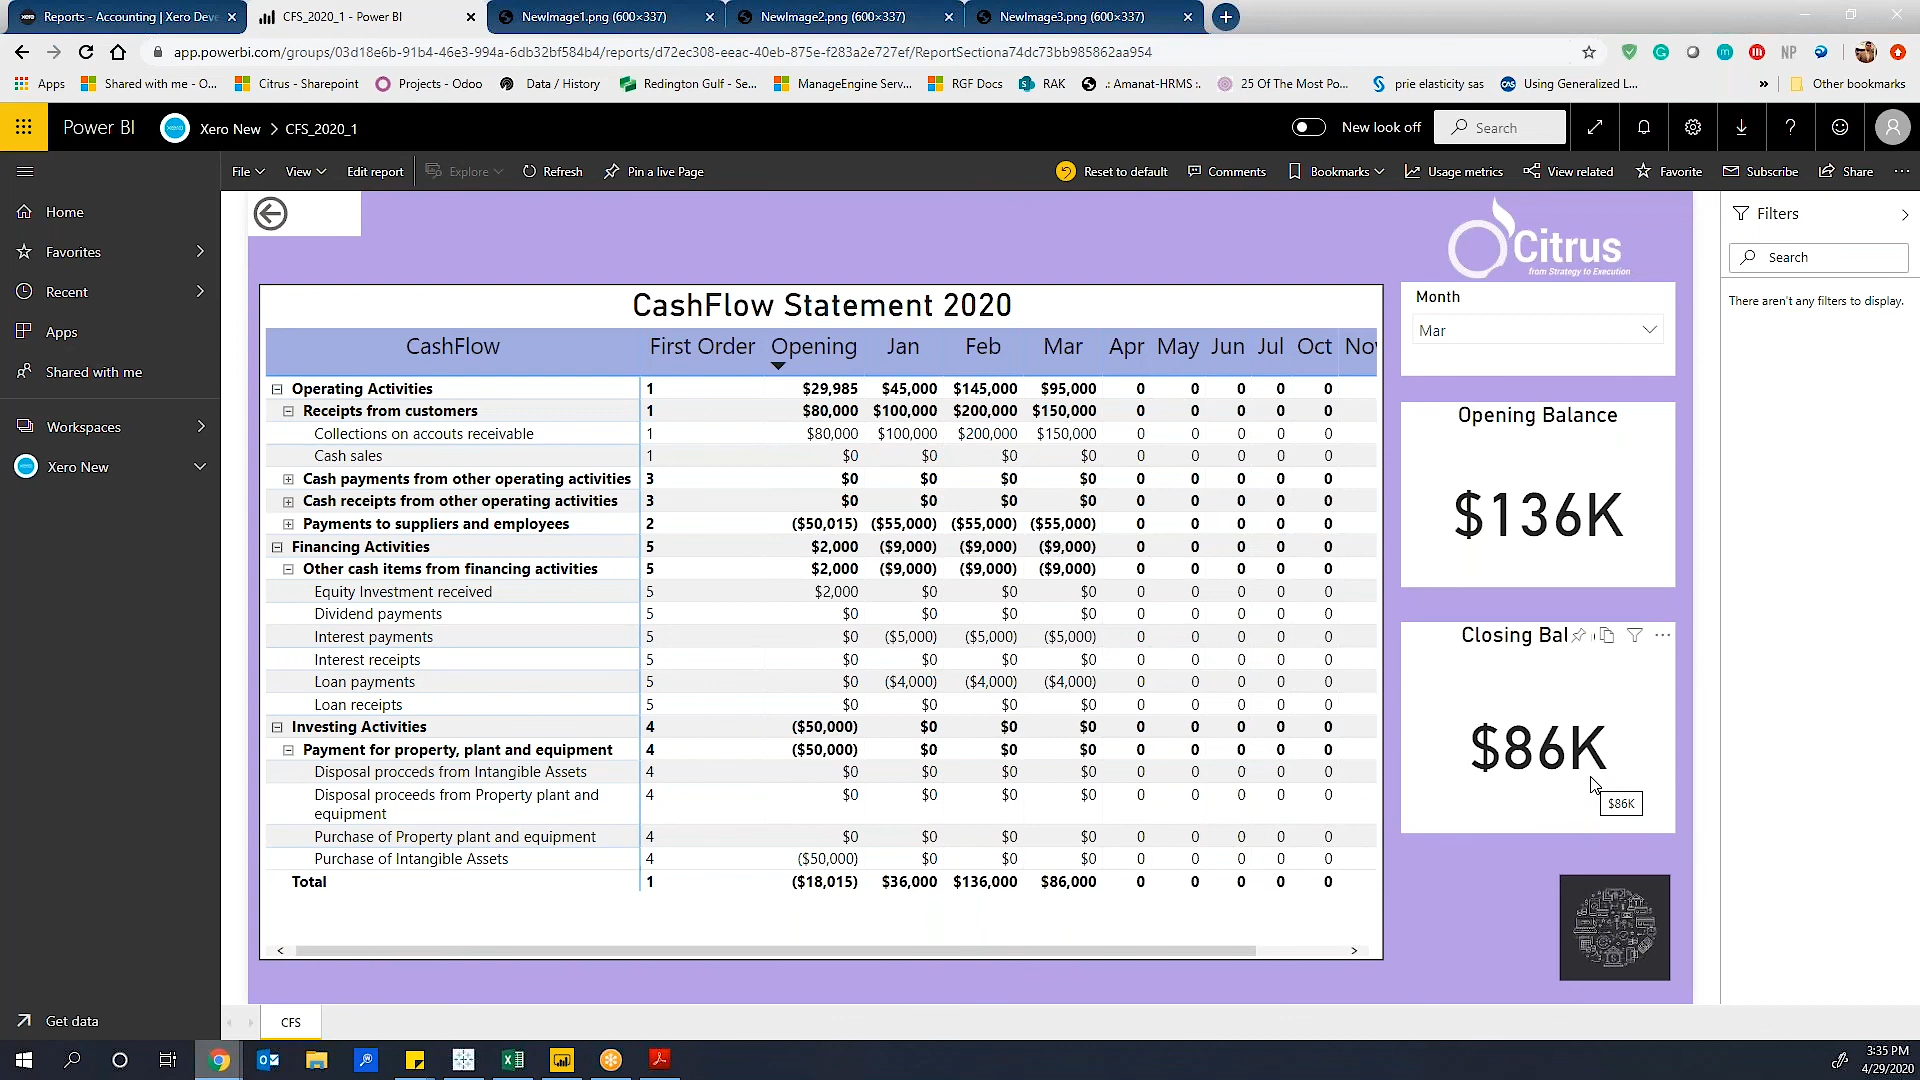 Reports - Accounting | Xero Deve
CFS_2020_1 - Power BI
NewImage1.png (600×337)
NewImage2.png (600×337)
NewImage3.png (600×337)
app.powerbi.com/groups/03d18e6b-91b4-46e3-994a-6db32bf584b4/reports/d72ec308-eeac-40eb-875e-f283a2e727ef/ReportSectiona74dc73bb985862aa954
Apps Shared with me - O... Citrus - Sharepoint Projects - Odoo Data / History Redington Gulf - Se... ManageEngine Serv... RGF Docs RAK .: Amanat-HRMS :. 25 Of The Most Po... prie elasticity sas Using Generalized L... » Other bookmarks
Power BI Xero New > CFS_2020_1 New look off Search
File View Edit report Explore Refresh Pin a live Page Reset to default Comments Bookmarks Usage metrics View related Favorite Subscribe Share ...
Home
Favorites
Recent
Apps
Shared with me
Workspaces
Xero New
Get data
Citrus
from Strategy to Execution
CashFlow Statement 2020
CashFlow First Order Opening Jan Feb Mar Apr May Jun Jul Oct Nov
Operating Activities 1 $29,985 $45,000 $145,000 $95,000 0 0 0 0 0
Receipts from customers 1 $80,000 $100,000 $200,000 $150,000 0 0 0 0 0
Collections on accouts receivable 1 $80,000 $100,000 $200,000 $150,000 0 0 0 0 0
Cash sales 1 $0 $0 $0 $0 0 0 0 0 0
Cash payments from other operating activities 3 $0 $0 $0 $0 0 0 0 0 0
Cash receipts from other operating activities 3 $0 $0 $0 $0 0 0 0 0 0
Payments to suppliers and employees 2 ($50,015) ($55,000) ($55,000) ($55,000) 0 0 0 0 0
Financing Activities 5 $2,000 ($9,000) ($9,000) ($9,000) 0 0 0 0 0
Other cash items from financing activities 5 $2,000 ($9,000) ($9,000) ($9,000) 0 0 0 0 0
Equity Investment received 5 $2,000 $0 $0 $0 0 0 0 0 0
Dividend payments 5 $0 $0 $0 $0 0 0 0 0 0
Interest payments 5 $0 ($5,000) ($5,000) ($5,000) 0 0 0 0 0
Interest receipts 5 $0 $0 $0 $0 0 0 0 0 0
Loan payments 5 $0 ($4,000) ($4,000) ($4,000) 0 0 0 0 0
Loan receipts 5 $0 $0 $0 $0 0 0 0 0 0
Investing Activities 4 ($50,000) $0 $0 $0 0 0 0 0 0
Payment for property, plant and equipment 4 ($50,000) $0 $0 $0 0 0 0 0 0
Disposal procceds from Intangible Assets 4 $0 $0 $0 $0 0 0 0 0 0
Disposal proceeds from Property plant and 4 $0 $0 $0 $0 0 0 0 0 0
equipment
Purchase of Property plant and equipment 4 $0 $0 $0 $0 0 0 0 0 0
Purchase of Intangible Assets 4 ($50,000) $0 $0 $0 0 0 0 0 0
Total 1 ($18,015) $36,000 $136,000 $86,000 0 0 0 0 0
Month
Mar
Opening Balance
$136K
Closing Bal
$86K
$86K
Filters
Search
There aren't any filters to display.
CFS
3:35 PM
4/29/2020